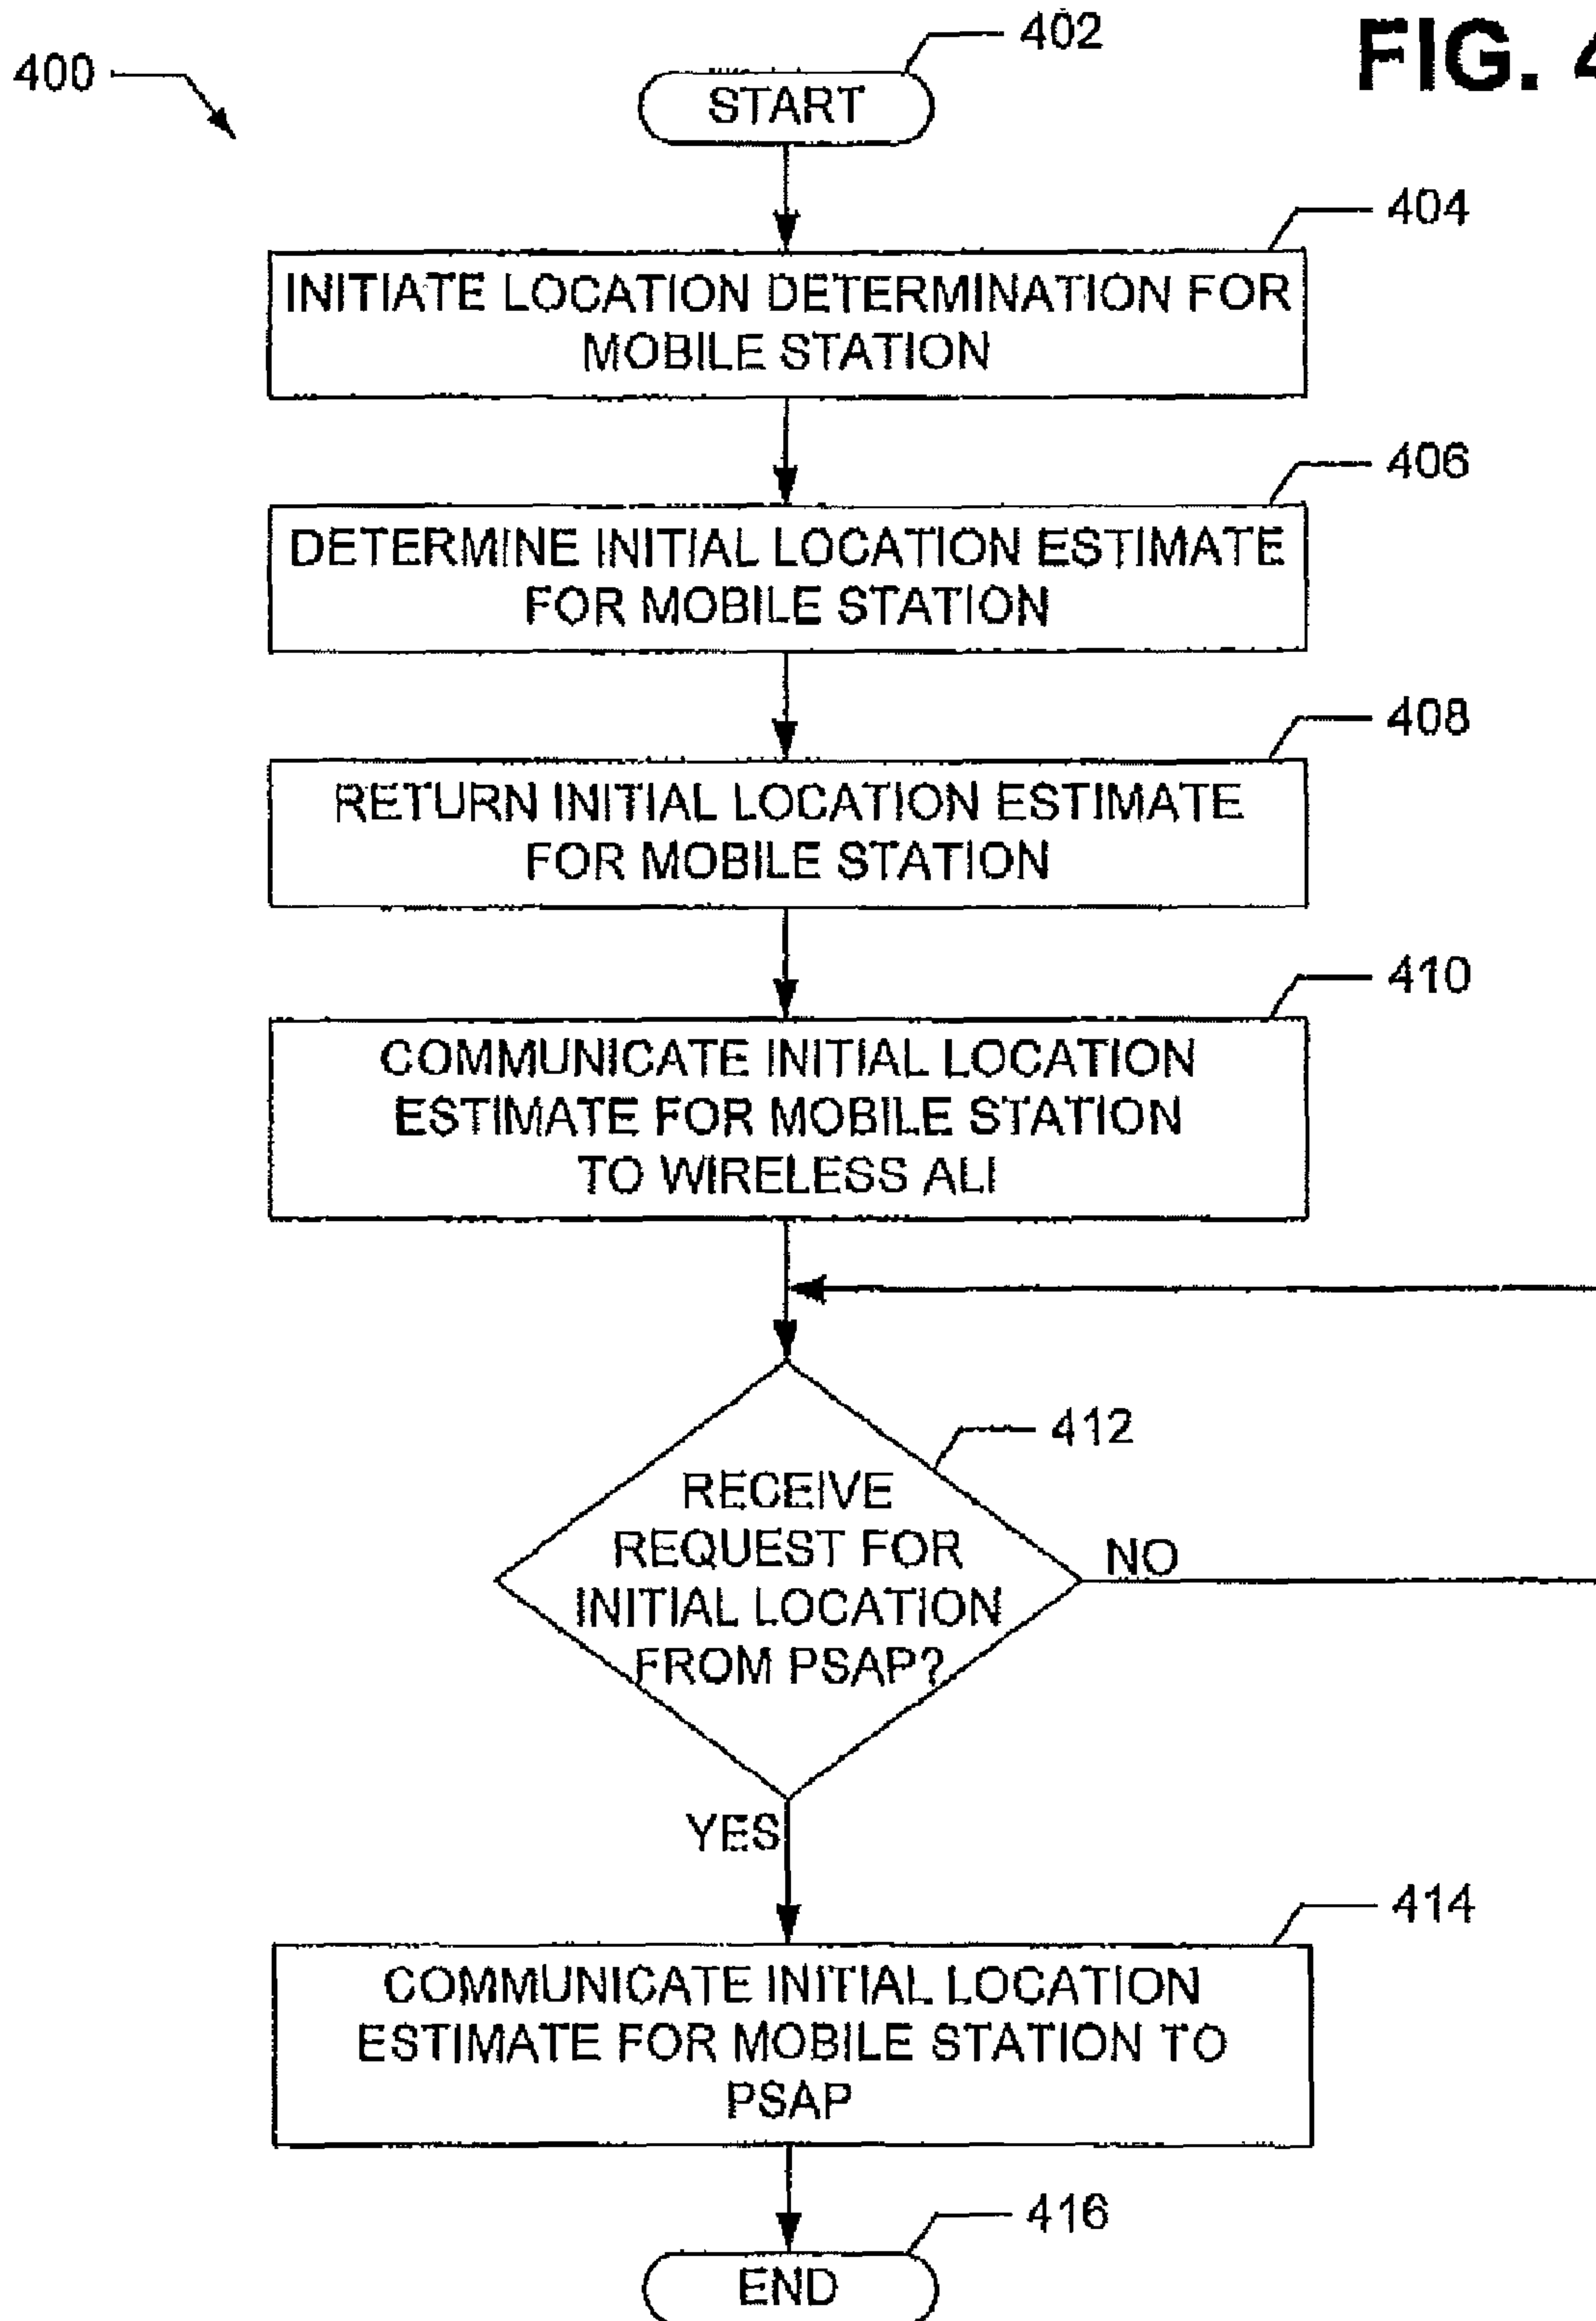 400
402
FIG. 4
START
404
INITIATE LOCATION DETERMINATION FOR
MOBILE STATION
406
DETERMINE INITIAL LOCATION ESTIMATE
FOR MOBILE STATION
408
RETURN INITIAL LOCATION ESTIMATE
FOR MOBILE STATION
410
COMMUNICATE INITIAL LOCATION
ESTIMATE FOR MOBILE STATION
TO WIRELESS ALI
412
RECEIVE
REQUEST FOR
INITIAL LOCATION
FROM PSAP?
NO
YES
414
COMMUNICATE INITIAL LOCATION
ESTIMATE FOR MOBILE STATION TO
PSAP
416
END